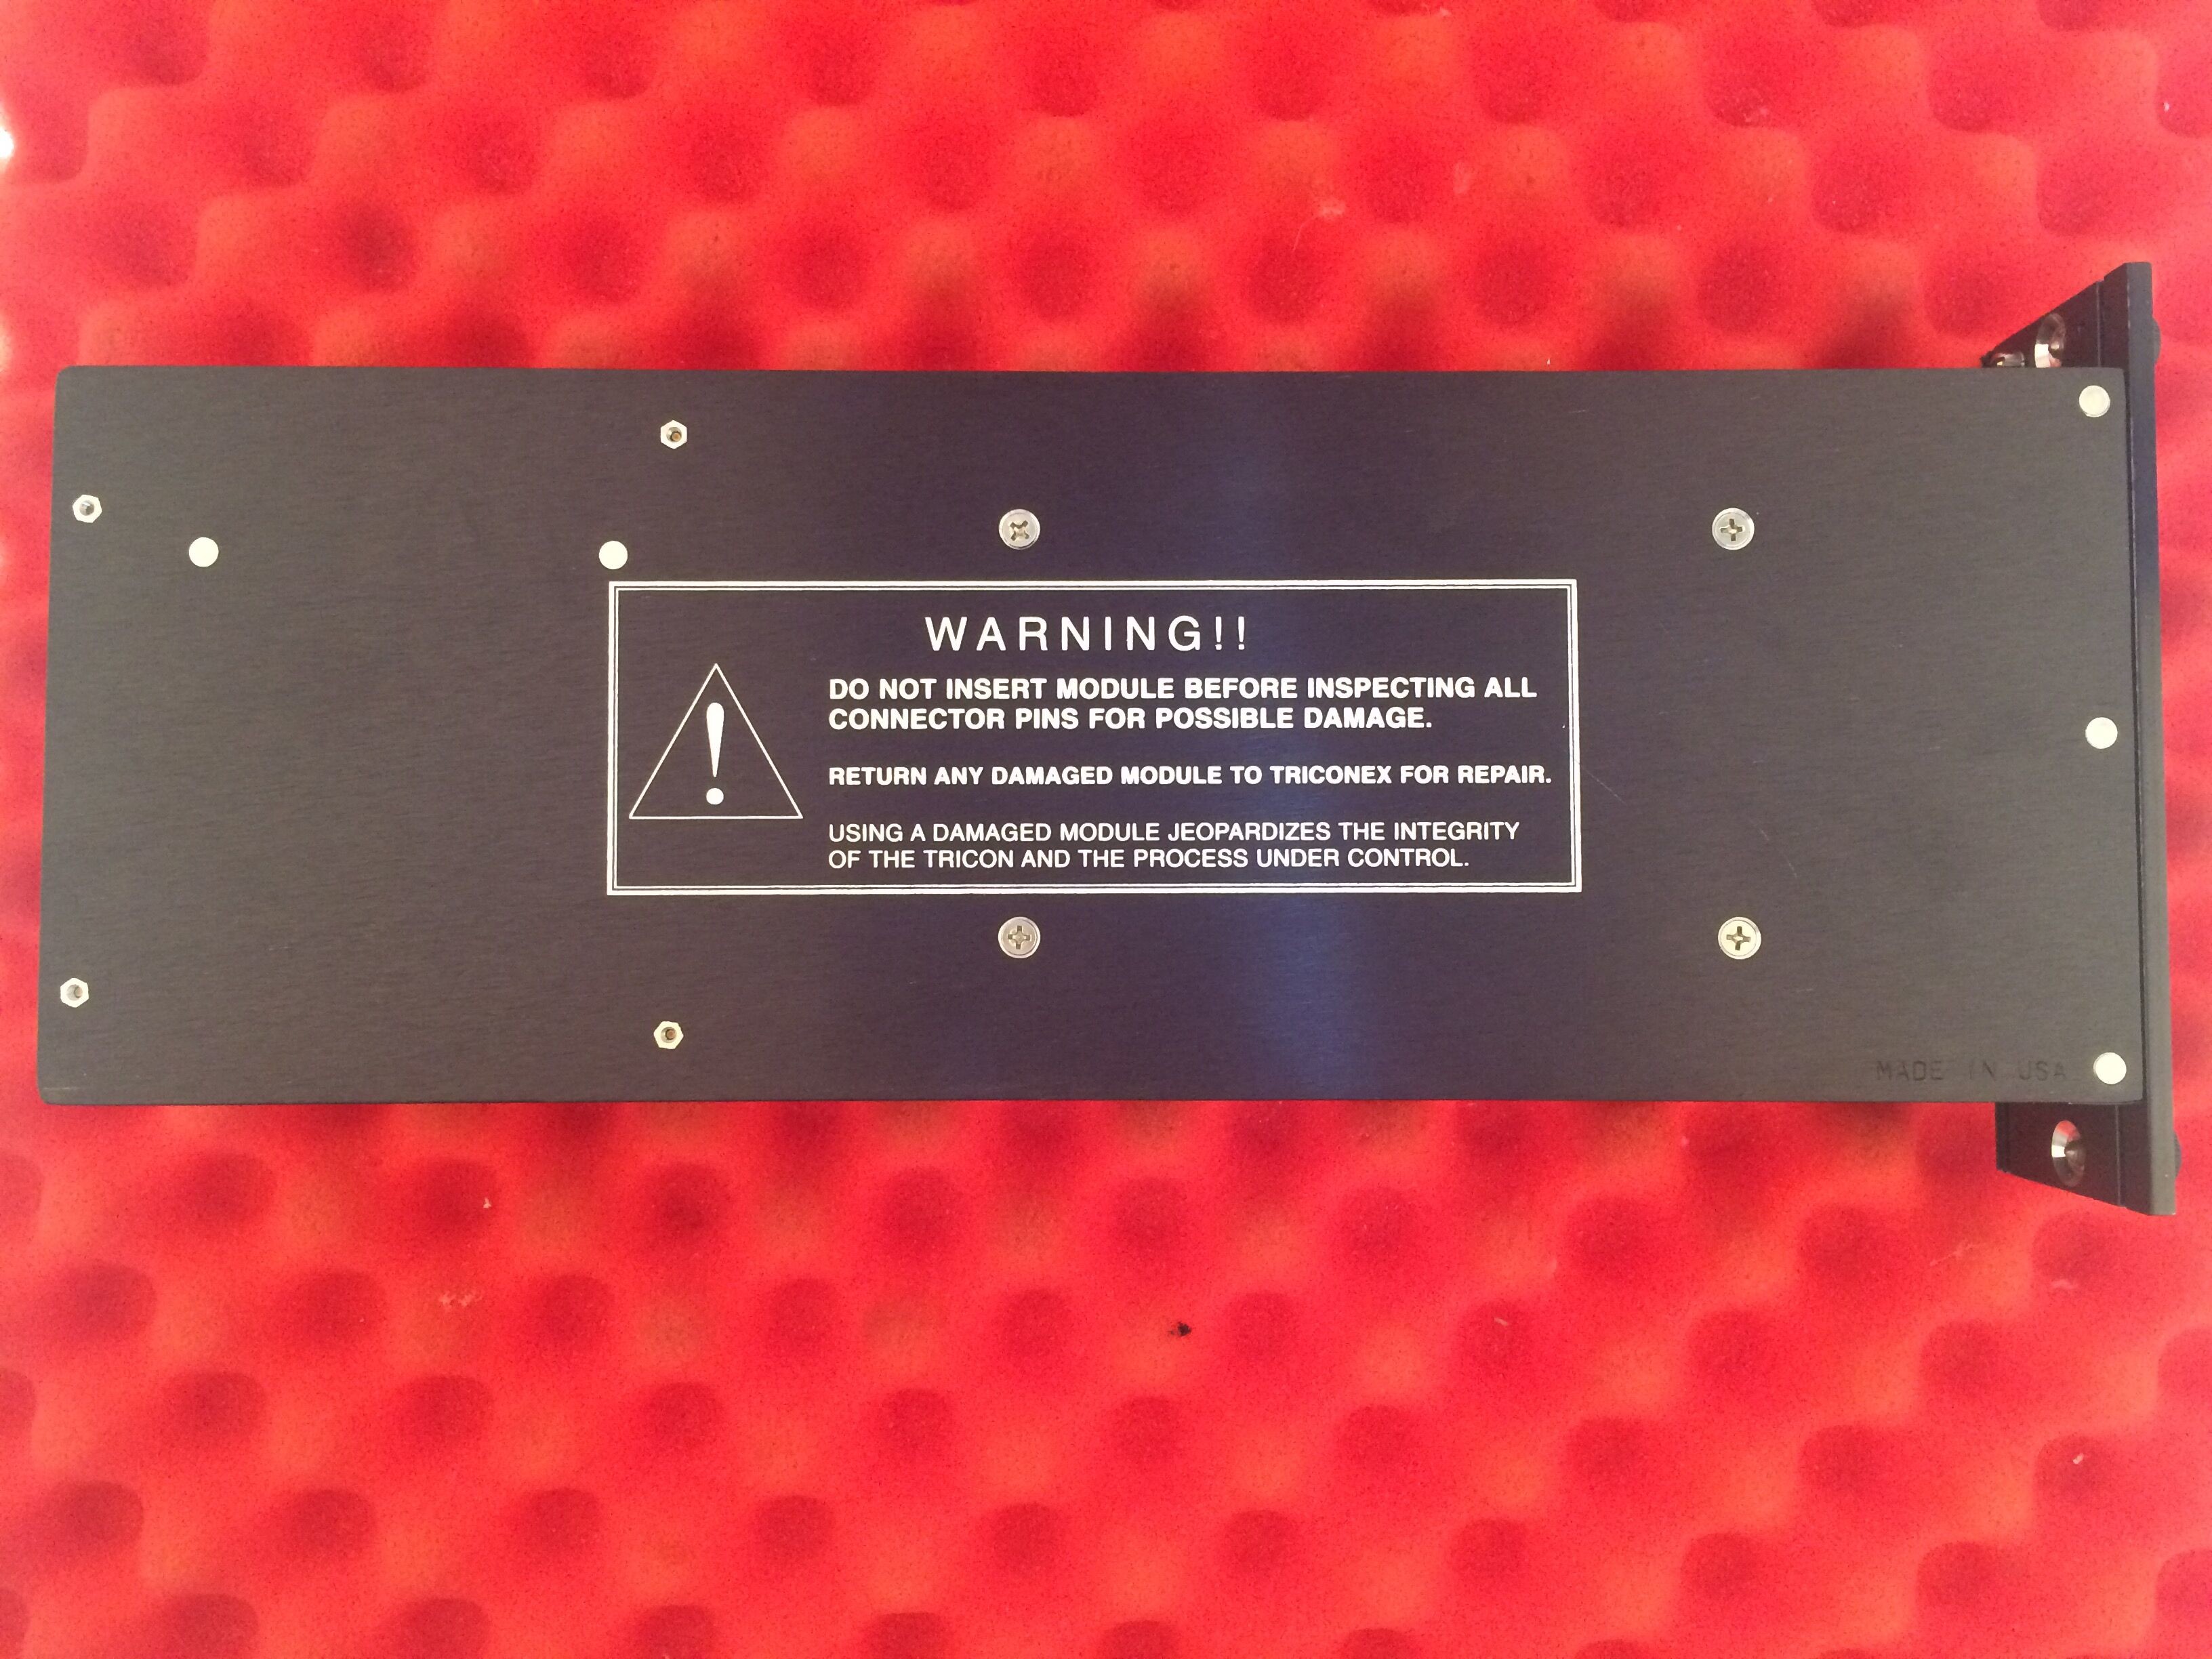 WARNING!!
DO NOT INSERT MODULE BEFORE INSPECTING ALL
CONNECTOR PINS FOR POSSIBLE DAMAGE.
RETURN ANY DAMAGED MODULE TO TRICONEX FOR REPAIR.
USING A DAMAGED MODULE JEOPARDIZES THE INTEGRITY
OF THE TRICON AND THE PROCESS UNDER CONTROL.
MADE IN USA